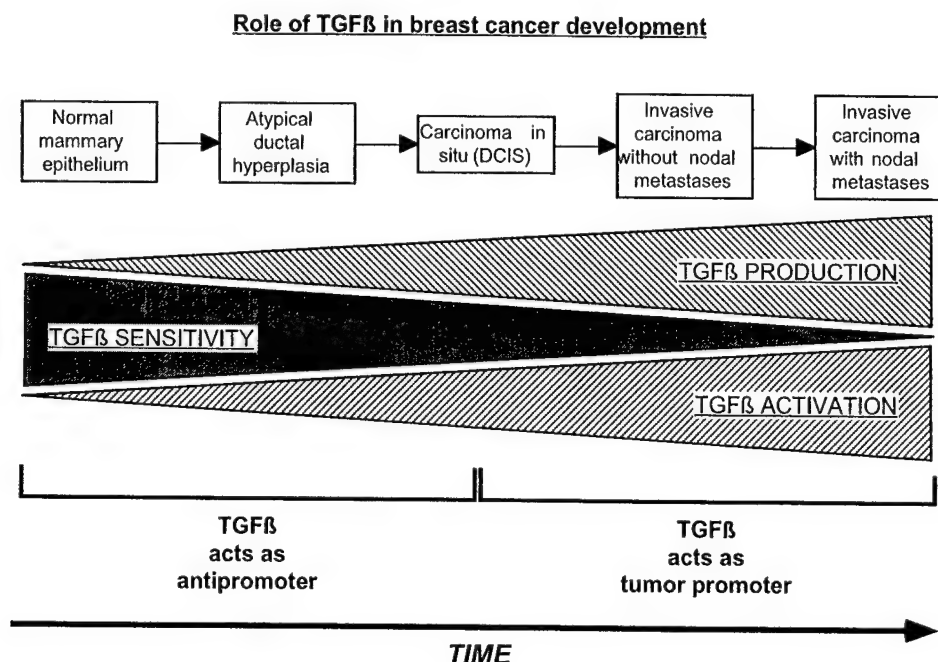 Role of TGFß in breast cancer development
Normal
mammary
epithelium
Atypical
ductal
hyperplasia
Carcinoma in
situ (DCIS)
Invasive
carcinoma
without nodal
metastases
Invasive
carcinoma
with nodal
metastases
TGFß PRODUCTION
TGFß SENSITIVITY
TGFß ACTIVATION
TGFß
acts as
antipromoter
TGFß
acts as
tumor promoter
TIME